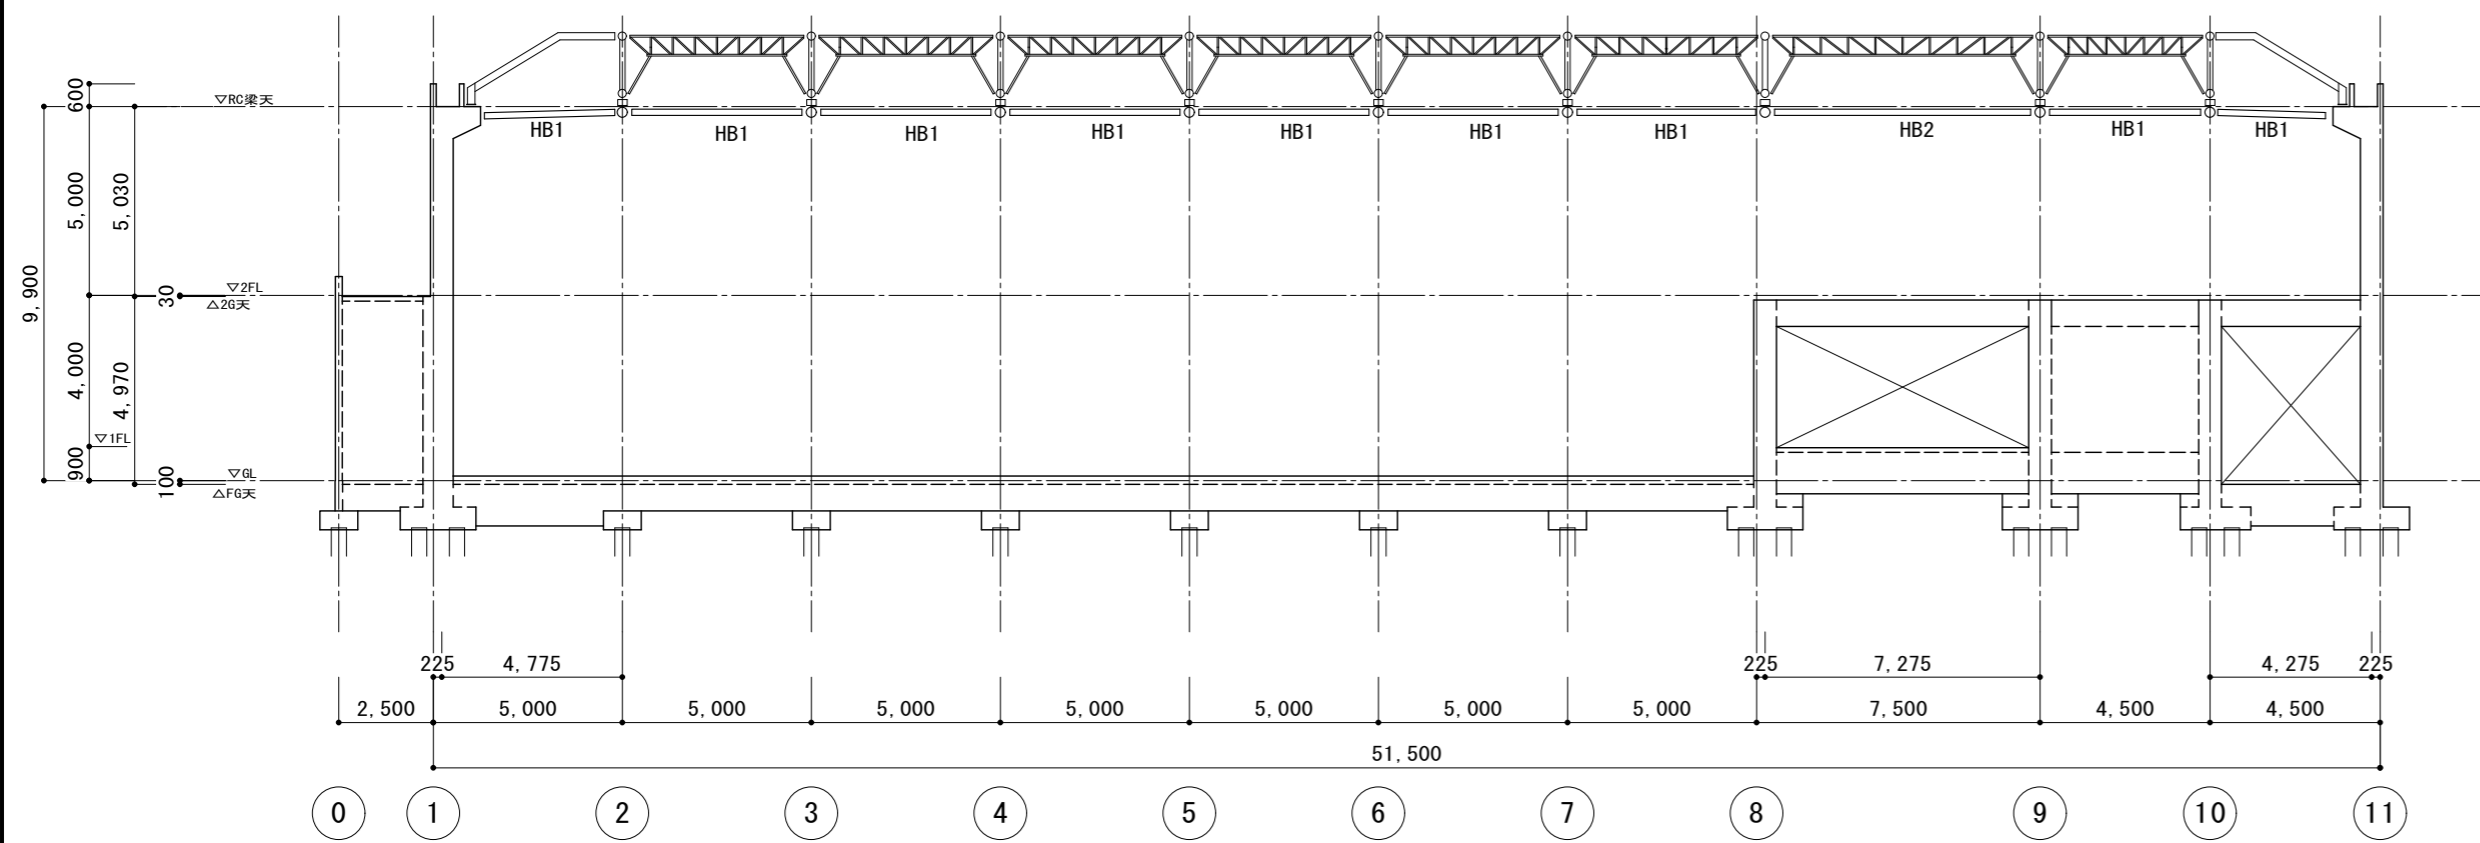 600
▽RC梁天
HB1
HB1
HB1
HB1
HB1
HB1
HB1
HB2
HB1
HB1
5,000
5,030
9,900
30
▽2FL
△2G天
4,000
4,970
▽1FL
900
100
▽GL
△FG天
225 4,775 225 7,275 4,275 225
2,500 5,000 5,000 5,000 5,000 5,000 5,000 5,000 7,500 4,500 4,500
51,500
0 1 2 3 4 5 6 7 8 9 10 11